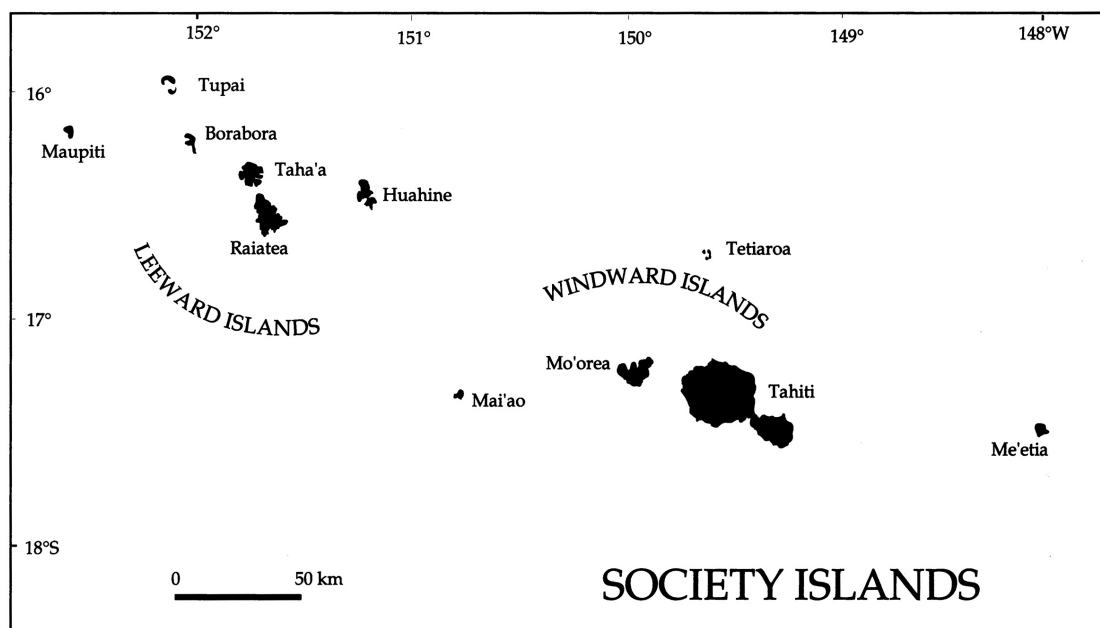 152°
151°
150°
149°
148°W
16°
Tupai
Maupiti
Borabora
Taha'a
Huahine
Raiatea
LEEWARD ISLANDS
Tetiaroa
WINDWARD ISLANDS
17°
Mo'orea
Tahiti
Mai'ao
Me'etia
18°S
0 50 km
SOCIETY ISLANDS